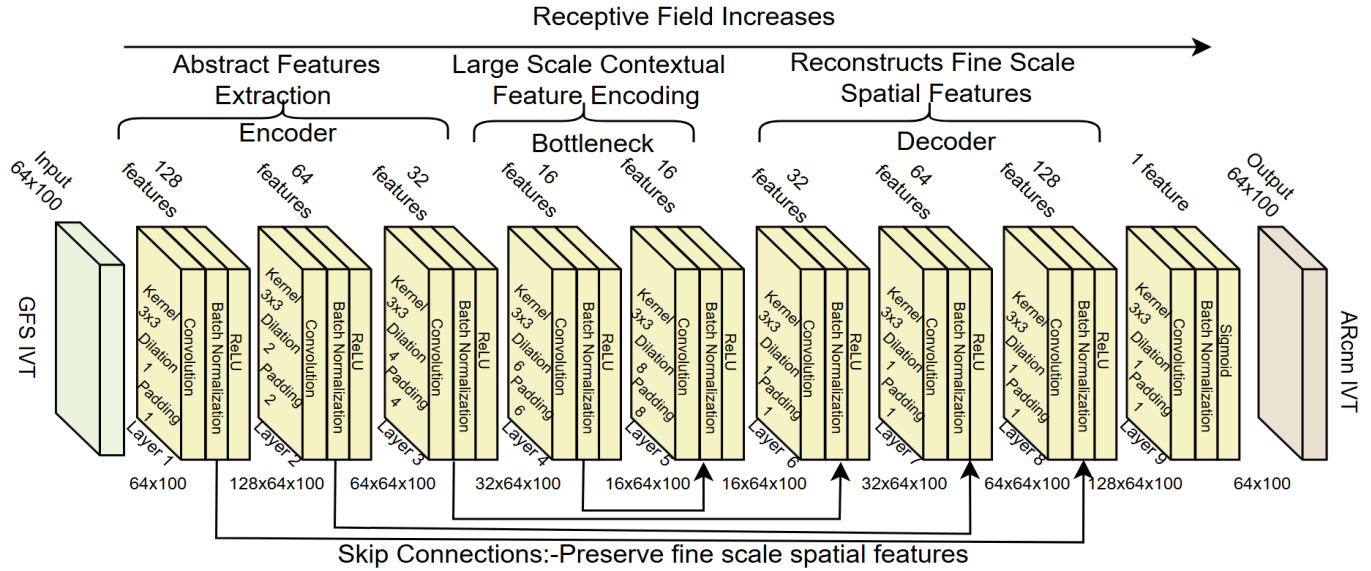 Receptive Field Increases
Abstract Features
Extraction
Large Scale Contextual
Feature Encoding
Reconstructs Fine Scale
Spatial Features
Encoder
Bottleneck
Decoder
Input
64x100
128
features
64
features
32
features
16
features
16
features
32
features
64
features
128
features
1 feature
Output
64x100
GFS IVT
Kernel
3x3
Dilation
1
Padding
1
Convolution
Batch Normalization
ReLU
Layer 1
Kernel
3x3
Dilation
2
Padding
2
Convolution
Batch Normalization
ReLU
Layer 2
Kernel
3x3
Dilation
4
Padding
4
Convolution
Batch Normalization
ReLU
Layer 3
Kernel
3x3
Dilation
6
Padding
6
Convolution
Batch Normalization
ReLU
Layer 4
Kernel
3x3
Dilation
8
Padding
8
Convolution
Batch Normalization
ReLU
Layer 5
Kernel
3x3
Dilation
1
Padding
1
Convolution
Batch Normalization
ReLU
Layer 6
Kernel
3x3
Dilation
1
Padding
1
Convolution
Batch Normalization
ReLU
Layer 7
Kernel
3x3
Dilation
1
Padding
1
Convolution
Batch Normalization
ReLU
Layer 8
Kernel
3x3
Dilation
1
Padding
1
Convolution
Batch Normalization
Sigmoid
Layer 9
ARcnn IVT
64x100
128x64x100
64x64x100
32x64x100
16x64x100
16x64x100
32x64x100
64x64x100
128x64x100
64x100
Skip Connections:-Preserve fine scale spatial features